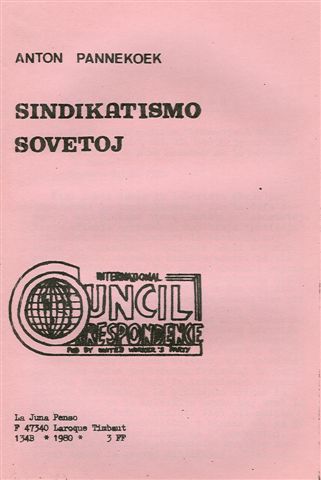 ANTON PANNEKOEK
SINDIKATISMO
SOVETOJ
INTERNATIONAL
COUNCIL
CORRESPONDENCE
PUB BY UNITED WORKER'S PARTY
La Juna Penso
F 47340 Laroque Timbaut
134B * 1980 * 3 FF